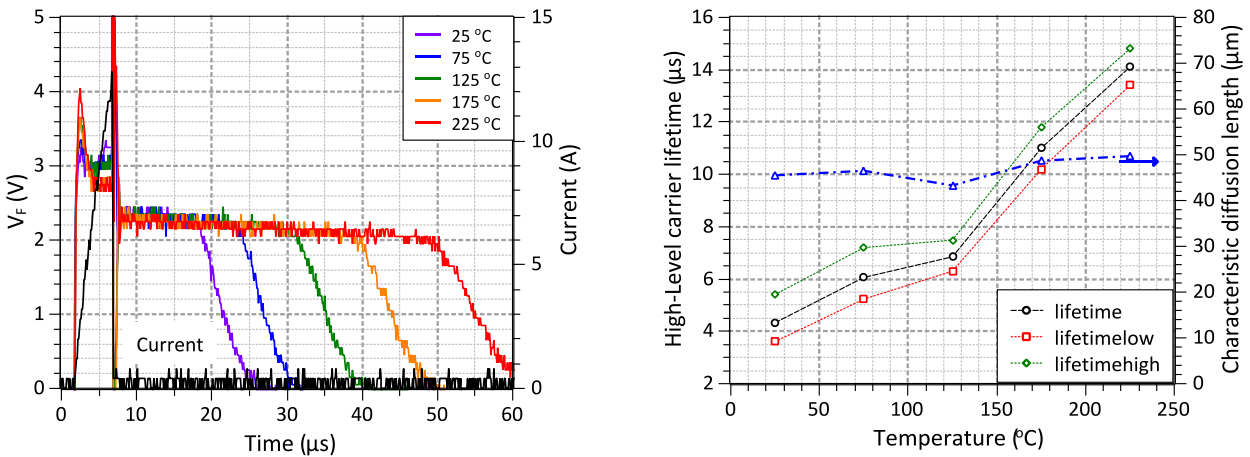 5
4
3
2
1
0
V_F (V)
15
10
5
0
Current (A)
25 °C
75 °C
125 °C
175 °C
225 °C
Current
0
10
20
30
40
50
60
Time (µs)
16
14
12
10
8
6
4
2
High-Level carrier lifetime (µs)
80
70
60
50
40
30
20
10
0
Characteristic diffusion length (µm)
lifetime
lifetimelow
lifetimehigh
0
50
100
150
200
250
Temperature (°C)